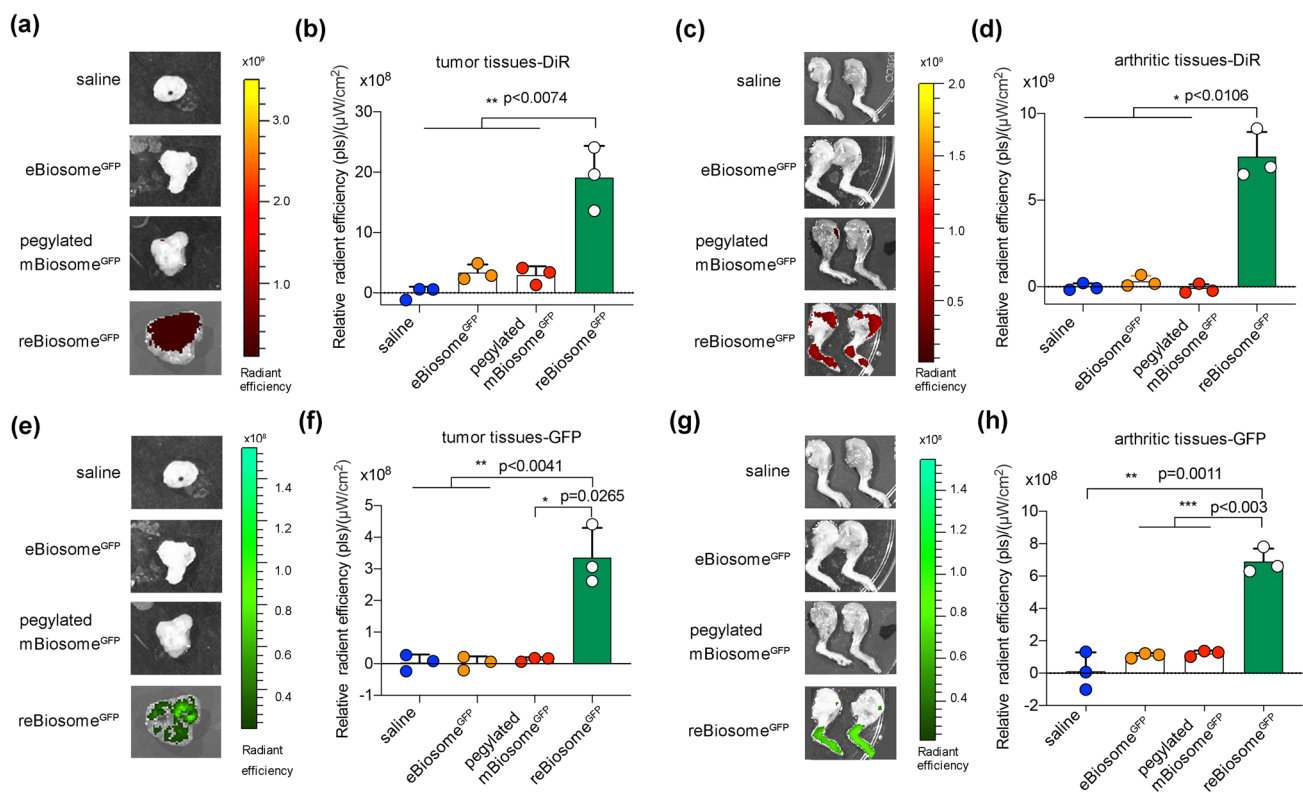 (a)
saline
eBiosomeGFP
pegylated
mBiosomeGFP
reBiosomeGFP
x10⁹
3.0
2.0
1.0
Radiant
efficiency
(b)
tumor tissues-DiR
x10⁸
** p<0.0074
Relative radient efficiency (pls)/(μW/cm²)
30
20
10
0
saline
eBiosomeGFP
pegylated
mBiosomeGFP
reBiosomeGFP
(c)
saline
eBiosomeGFP
pegylated
mBiosomeGFP
reBiosomeGFP
x10⁹
2.0
1.5
1.0
0.5
Radiant
efficiency
(d)
arthritic tissues-DiR
x10⁹
* p<0.0106
Relative radient efficiency (pls)/(μW/cm²)
10
5
0
saline
eBiosomeGFP
pegylated
mBiosomeGFP
reBiosomeGFP
(e)
saline
eBiosomeGFP
pegylated
mBiosomeGFP
reBiosomeGFP
x10⁸
1.4
1.2
1.0
0.8
0.6
0.4
Radiant
efficiency
(f)
tumor tissues-GFP
x10⁸
** p<0.0041
* p=0.0265
Relative radient efficiency (pls)/(μW/cm²)
5
4
3
2
1
0
-1
saline
eBiosomeGFP
pegylated
mBiosomeGFP
reBiosomeGFP
(g)
saline
eBiosomeGFP
pegylated
mBiosomeGFP
reBiosomeGFP
x10⁸
1.4
1.2
1.0
0.8
0.6
0.4
Radiant
efficiency
(h)
arthritic tissues-GFP
x10⁸
** p=0.0011
*** p<0.003
Relative radient efficiency (pls)/(μW/cm²)
10
8
6
4
2
0
-2
saline
eBiosomeGFP
pegylated
mBiosomeGFP
reBiosomeGFP